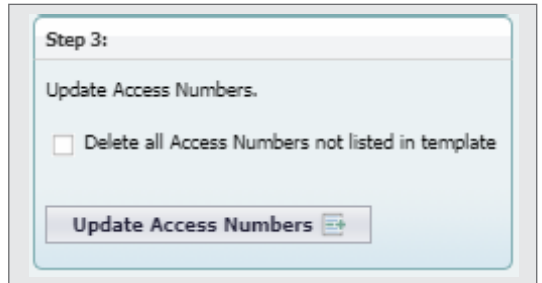 Step 3:
Update Access Numbers.
Delete all Access Numbers not listed in template
Update Access Numbers